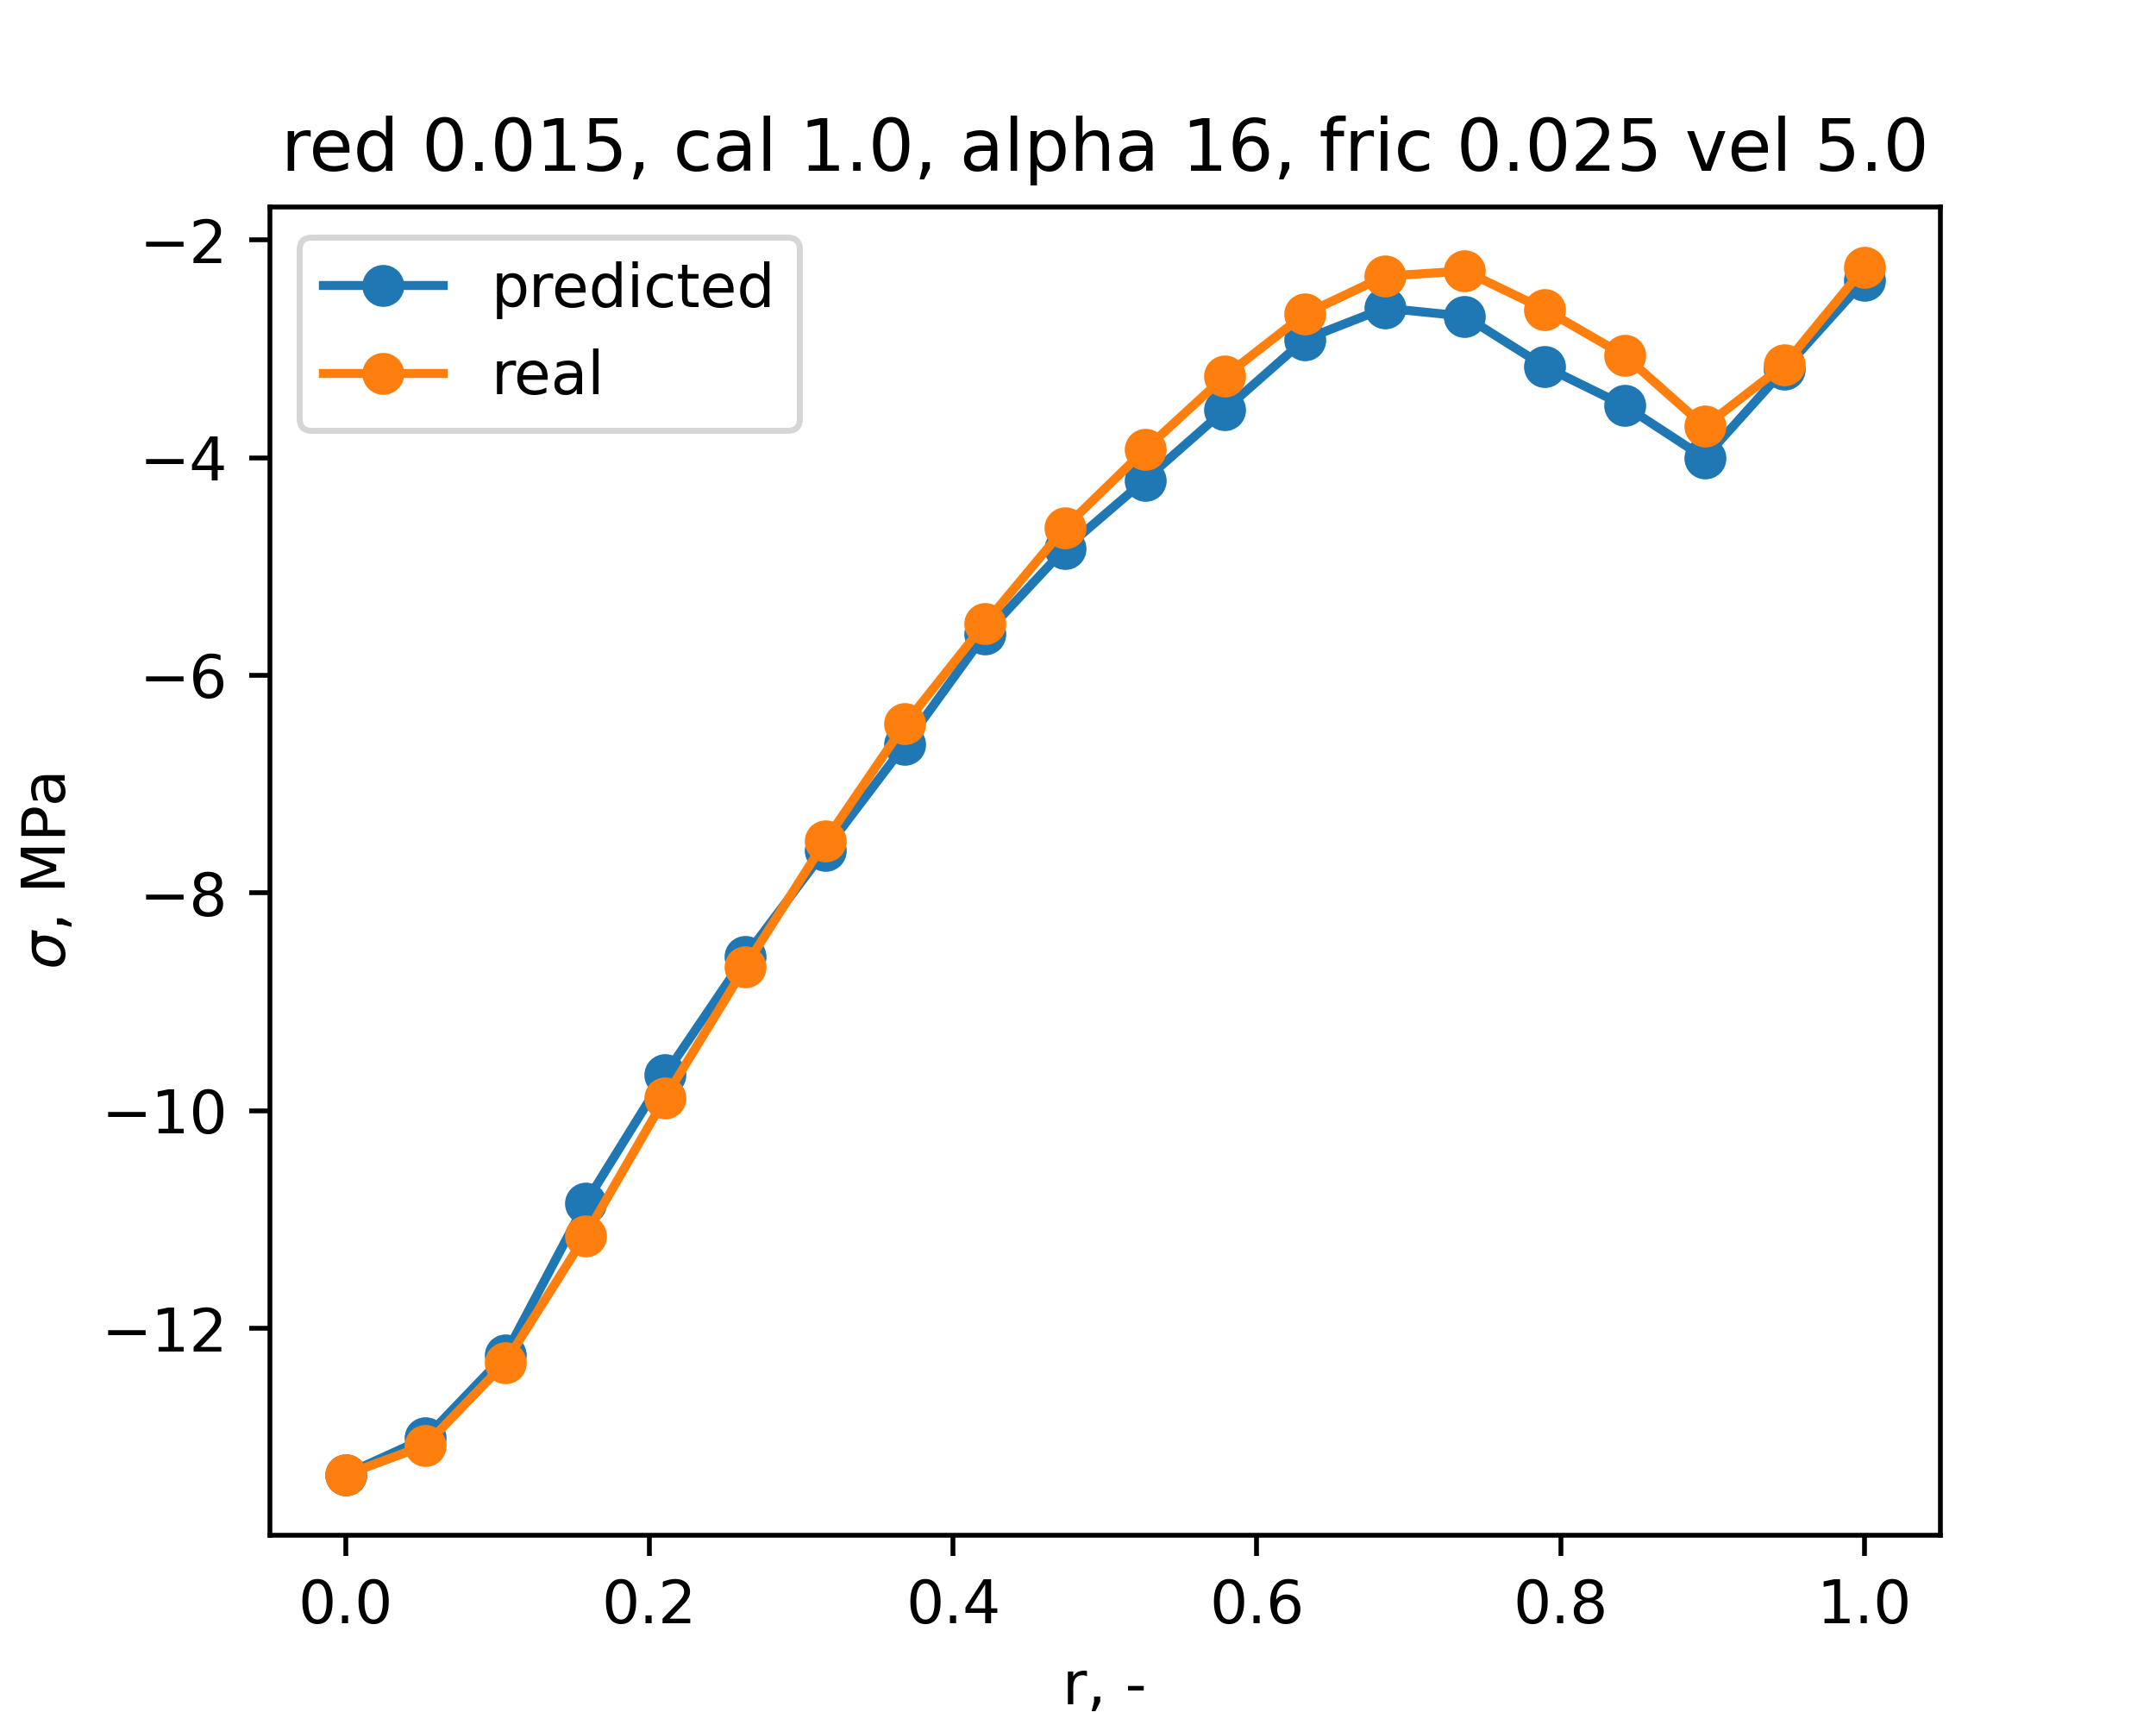 red 0.015, cal 1.0, alpha 16, fric 0.025 vel 5.0
predicted
real
−2
−4
−6
−8
−10
−12
σ, MPa
0.0 0.2 0.4 0.6 0.8 1.0
r, -